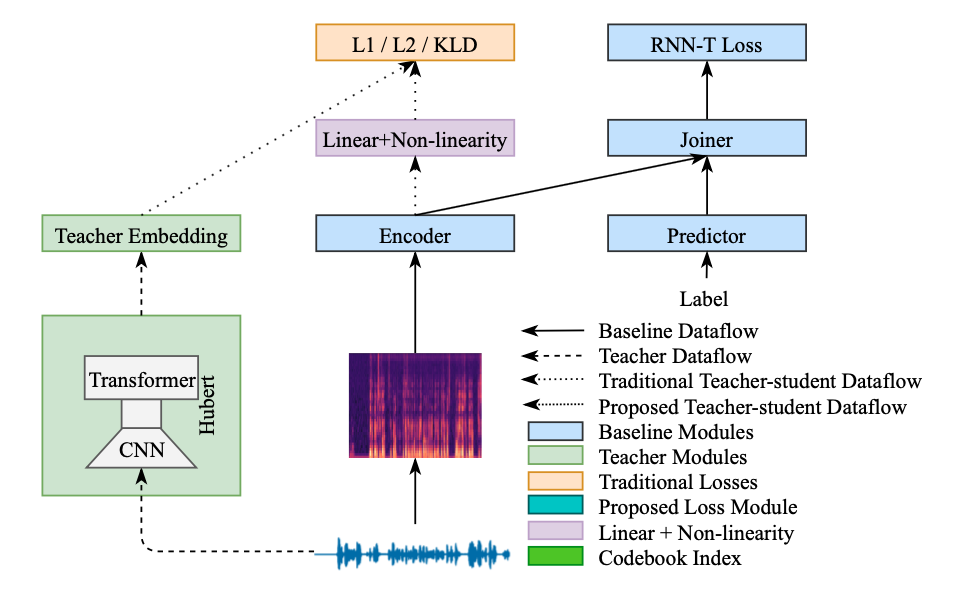 L1 / L2 / KLD
RNN-T Loss
Linear+Non-linearity
Joiner
Teacher Embedding
Encoder
Predictor
Label
Transformer
Hubert
CNN
Baseline Dataflow
Teacher Dataflow
Traditional Teacher-student Dataflow
Proposed Teacher-student Dataflow
Baseline Modules
Teacher Modules
Traditional Losses
Proposed Loss Module
Linear + Non-linearity
Codebook Index